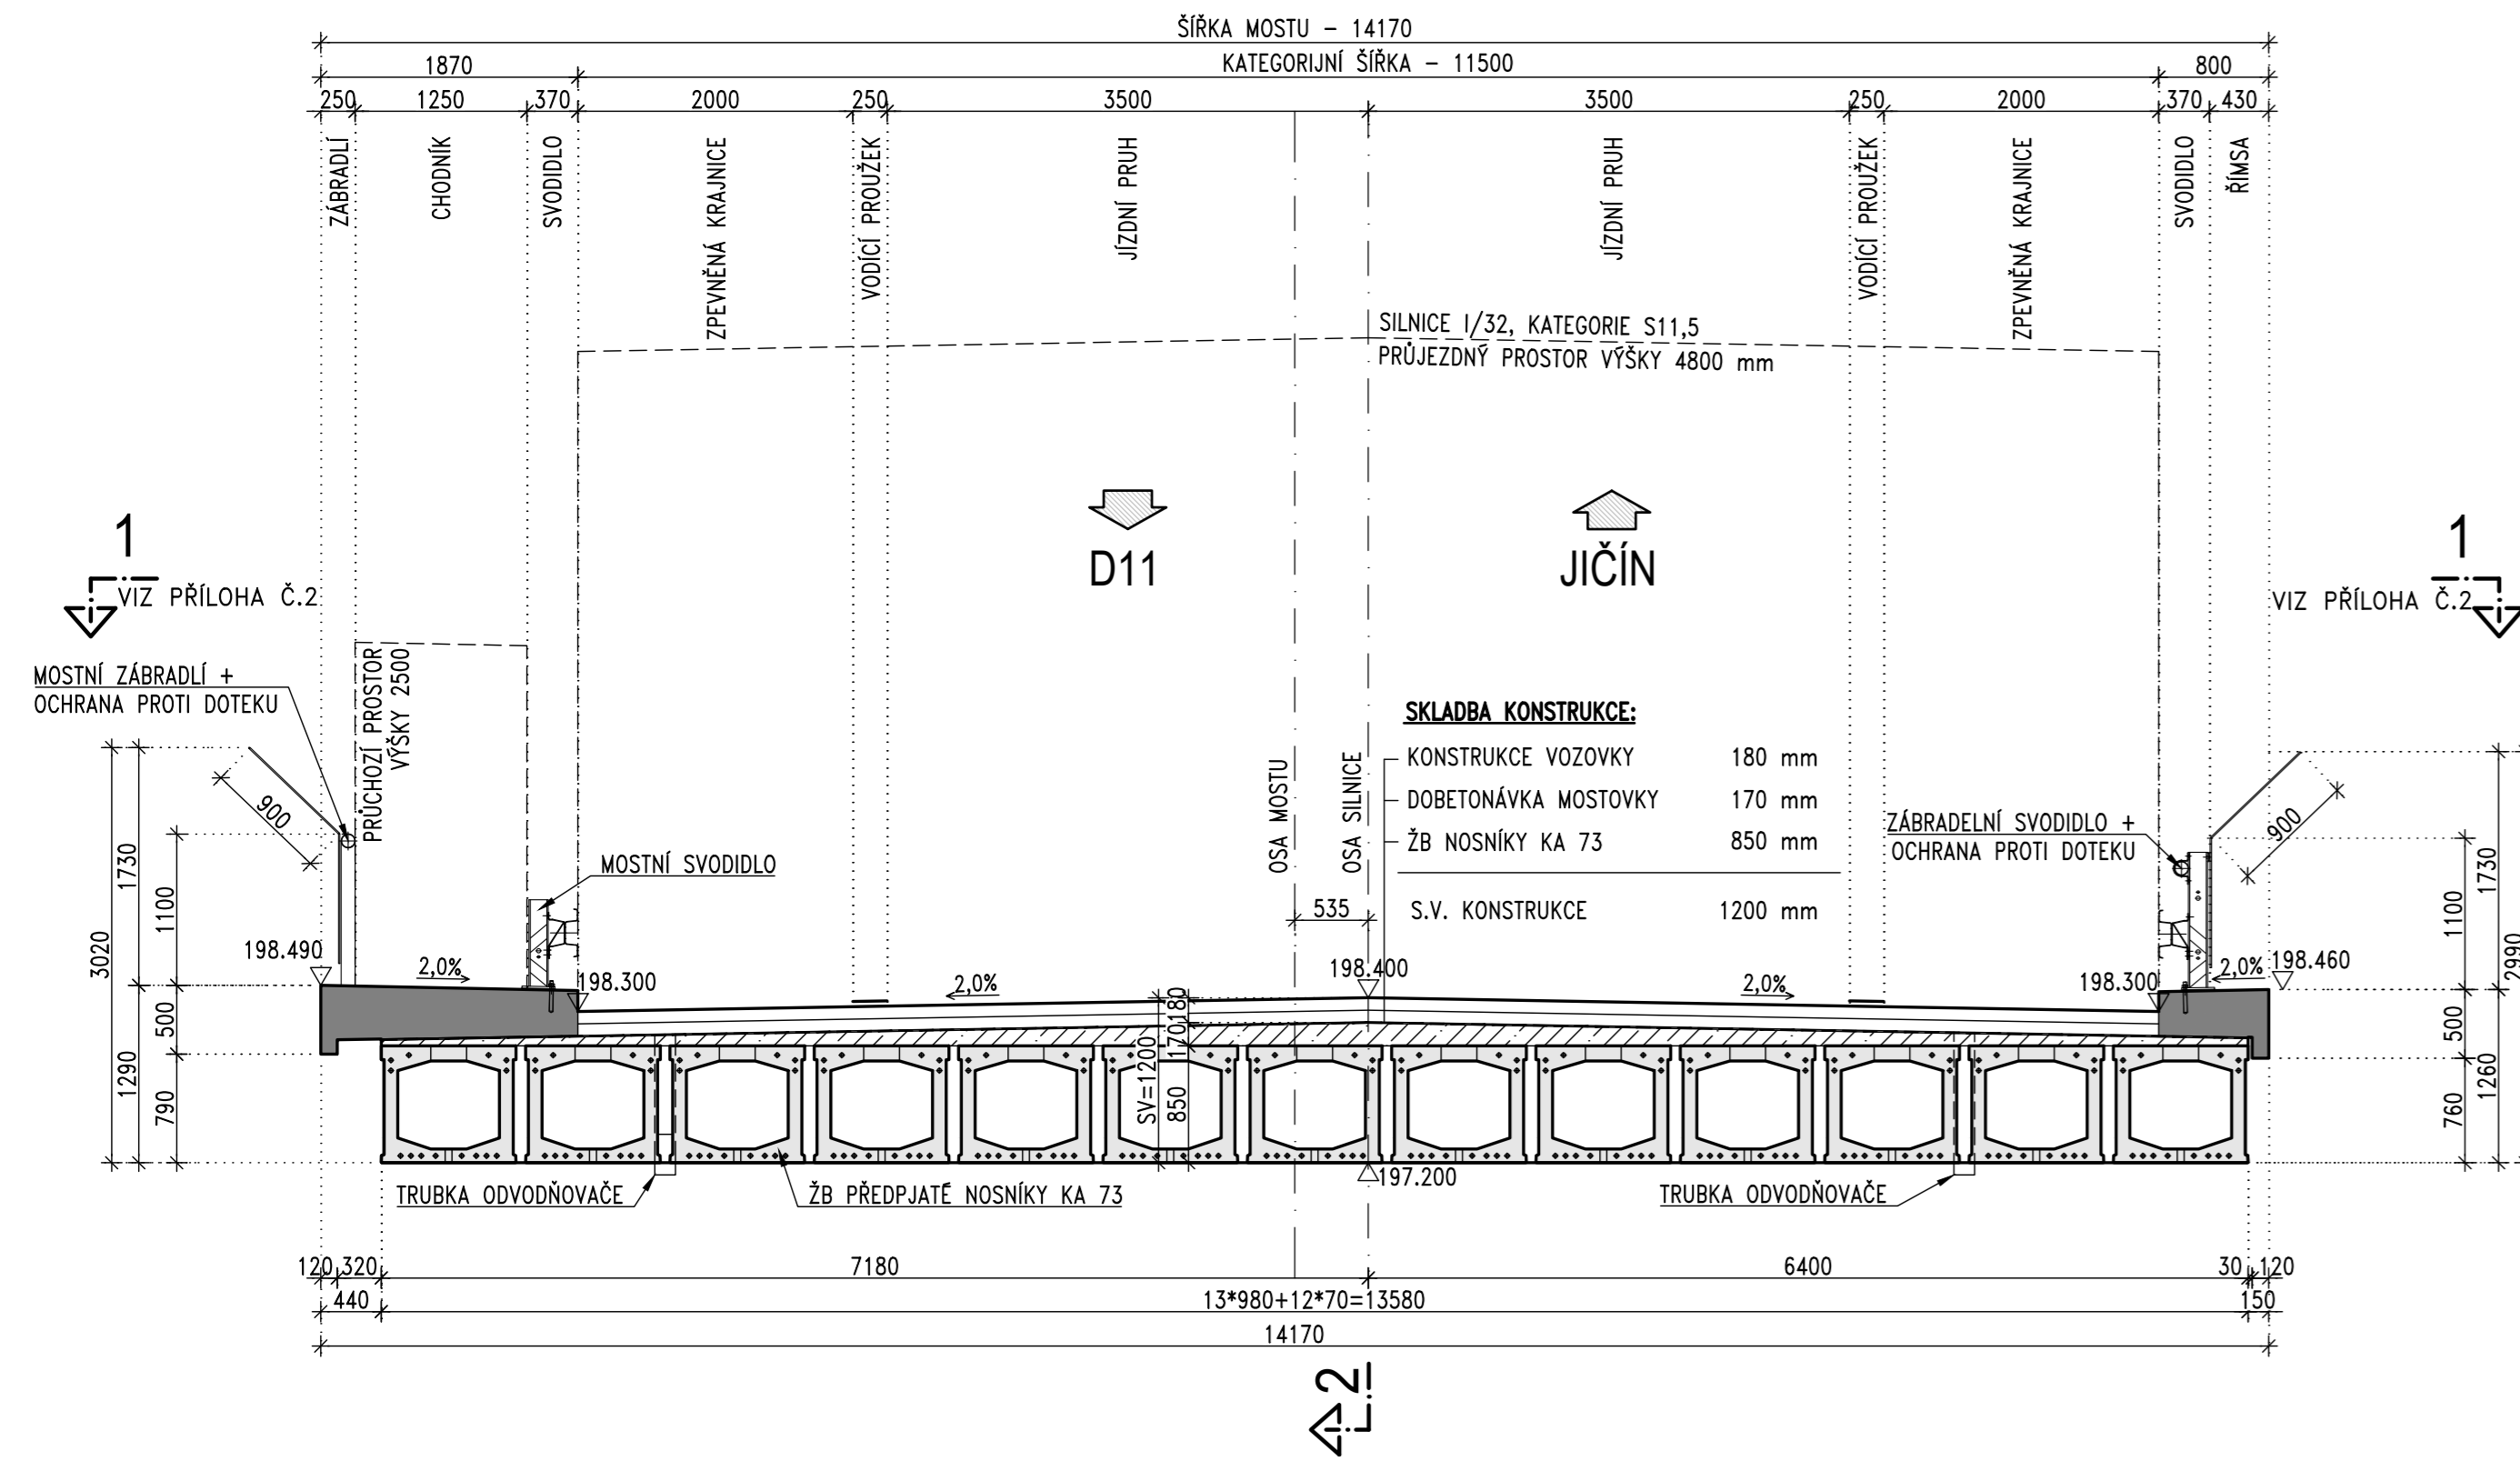 ŠÍŘKA MOSTU – 14170
1870
KATEGORIJNÍ ŠÍŘKA – 11500
800
250
1250
370
2000
250
3500
3500
250
2000
370
430
ZÁBRADLÍ
CHODNÍK
SVODIDLO
ZPEVNĚNÁ KRAJNICE
VODÍCÍ PROUŽEK
JÍZDNÍ PRUH
JÍZDNÍ PRUH
VODÍCÍ PROUŽEK
ZPEVNĚNÁ KRAJNICE
SVODIDLO
ŘÍMSA
SILNICE I/32, KATEGORIE S11,5
PRŮJEZDNÝ PROSTOR VÝŠKY 4800 mm
1
1
D11
JIČÍN
VIZ PŘÍLOHA Č.2
VIZ PŘÍLOHA Č.2
MOSTNÍ ZÁBRADLÍ +
OCHRANA PROTI DOTEKU
PRŮCHOZÍ PROSTOR
VÝŠKY 2500
SKLADBA KONSTRUKCE:
KONSTRUKCE VOZOVKY 180 mm
DOBETONÁVKA MOSTOVKY 170 mm
ŽB NOSNÍKY KA 73 850 mm
S.V. KONSTRUKCE 1200 mm
OSA MOSTU
OSA SILNICE
535
MOSTNÍ SVODIDLO
ZÁBRADELNÍ SVODIDLO +
OCHRANA PROTI DOTEKU
900
900
3020
1730
1100
1290
500
790
1100
1730
2990
500
760
1260
198.490
2,0%
198.300
2,0%
198.400
2,0%
198.300
2,0%
198.460
SV=1200
180
170
850
197.200
TRUBKA ODVODŇOVAČE
ŽB PŘEDPJATÉ NOSNÍKY KA 73
TRUBKA ODVODŇOVAČE
120
320
7180
6400
30
120
440
13*980+12*70=13580
150
14170
2